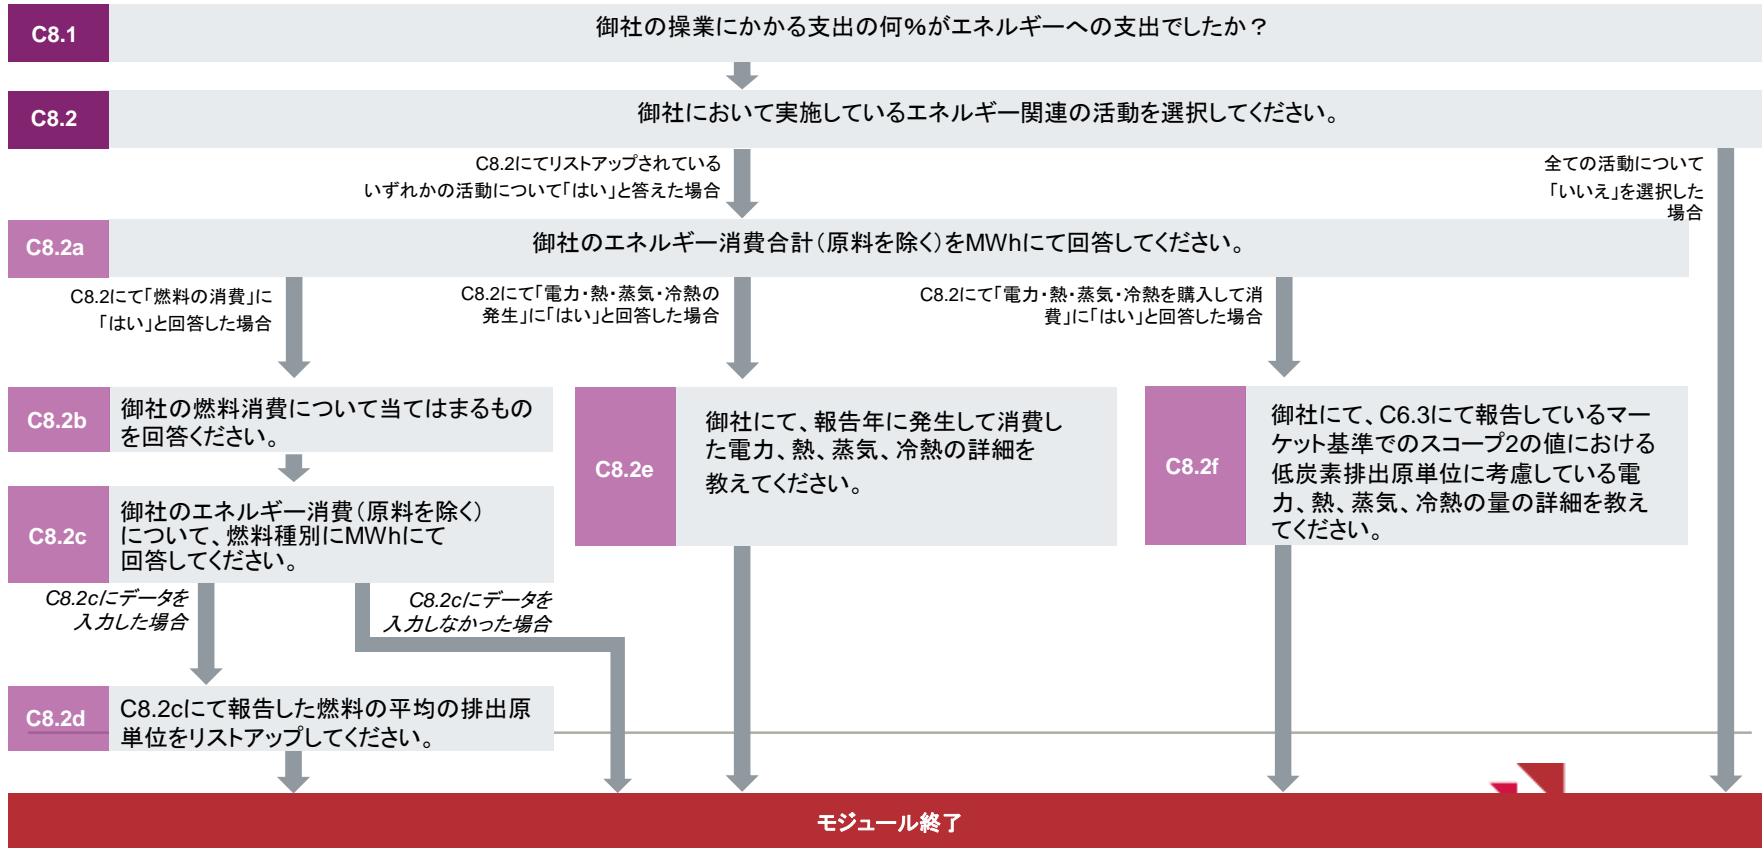 C8.1
御社の操業にかかる支出の何%がエネルギーへの支出でしたか？
C8.2
御社において実施しているエネルギー関連の活動を選択してください。
C8.2にてリストアップされている
いずれかの活動について「はい」と答えた場合
全ての活動について
「いいえ」を選択した
場合
C8.2a
御社のエネルギー消費合計（原料を除く）をMWhにて回答してください。
C8.2にて「燃料の消費」に
「はい」と回答した場合
C8.2にて「電力・熱・蒸気・冷熱の
発生」に「はい」と回答した場合
C8.2にて「電力・熱・蒸気・冷熱を購入して消
費」に「はい」と回答した場合
C8.2b
御社の燃料消費について当てはまるもの
を回答ください。
C8.2c
御社のエネルギー消費（原料を除く）
について、燃料種別にMWhにて
回答してください。
C8.2cにデータを
入力した場合
C8.2cにデータを
入力しなかった場合
C8.2d
C8.2cにて報告した燃料の平均の排出原
単位をリストアップしてください。
C8.2e
御社にて、報告年に発生して消費し
た電力、熱、蒸気、冷熱の詳細を
教えてください。
C8.2f
御社にて、C6.3にて報告しているマー
ケット基準でのスコープ2の値における
低炭素排出原単位に考慮している電
力、熱、蒸気、冷熱の量の詳細を教え
てください。
モジュール終了